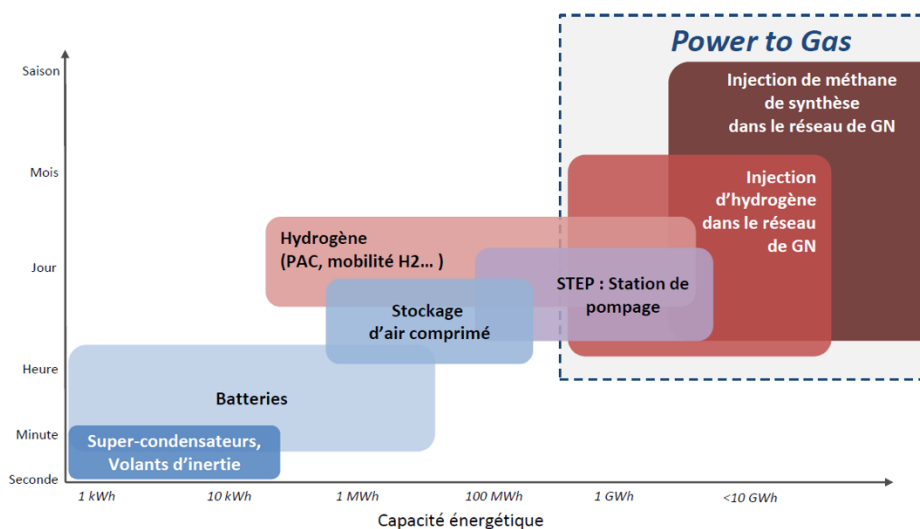 Power to Gas
Saison
Injection de méthane
de synthèse
dans le réseau de GN
Mois
Injection
d'hydrogène
dans le réseau
de GN
Hydrogène
(PAC, mobilité H2... )
Jour
STEP : Station de
pompage
Stockage
d'air comprimé
Heure
Batteries
Minute
Super-condensateurs,
Volants d'inertie
Seconde
1 kWh
10 kWh
1 MWh
100 MWh
1 GWh
<10 GWh
Capacité énergétique